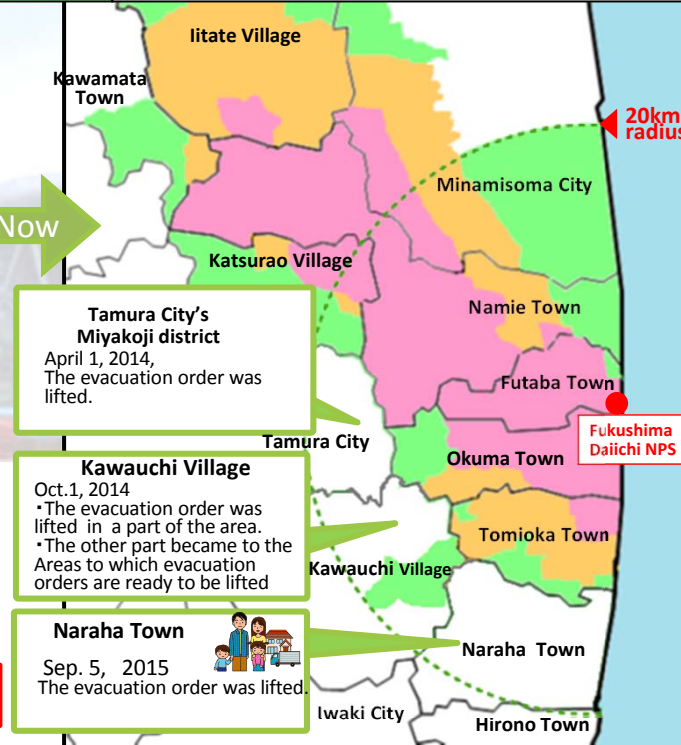 Iitate Village
Kawamata
Town
20km
radius
Minamisoma City
Now
Katsurao Village
Tamura City's
Miyakoji district
April 1, 2014,
The evacuation order was
lifted.
Namie Town
Futaba Town
Fukushima
Daiichi NPS
Tamura City
Okuma Town
Kawauchi Village
Oct.1, 2014
・The evacuation order was
lifted in a part of the area.
・The other part became to the
Areas to which evacuation
orders are ready to be lifted
Tomioka Town
Kawauchi Village
Naraha Town
Sep. 5, 2015
The evacuation order was lifted.
Naraha Town
Iwaki City
Hirono Town